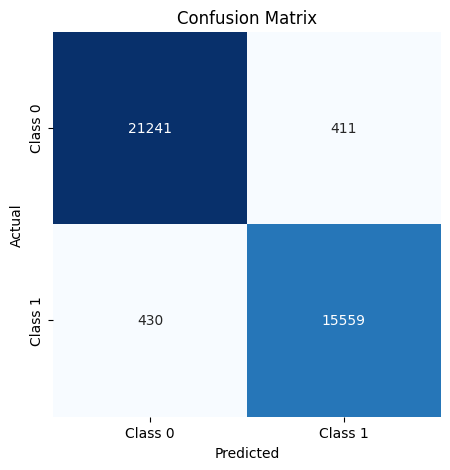 Confusion Matrix
Actual
Class 0
21241 411
Class 1
430 15559
Class 0 Class 1
Predicted